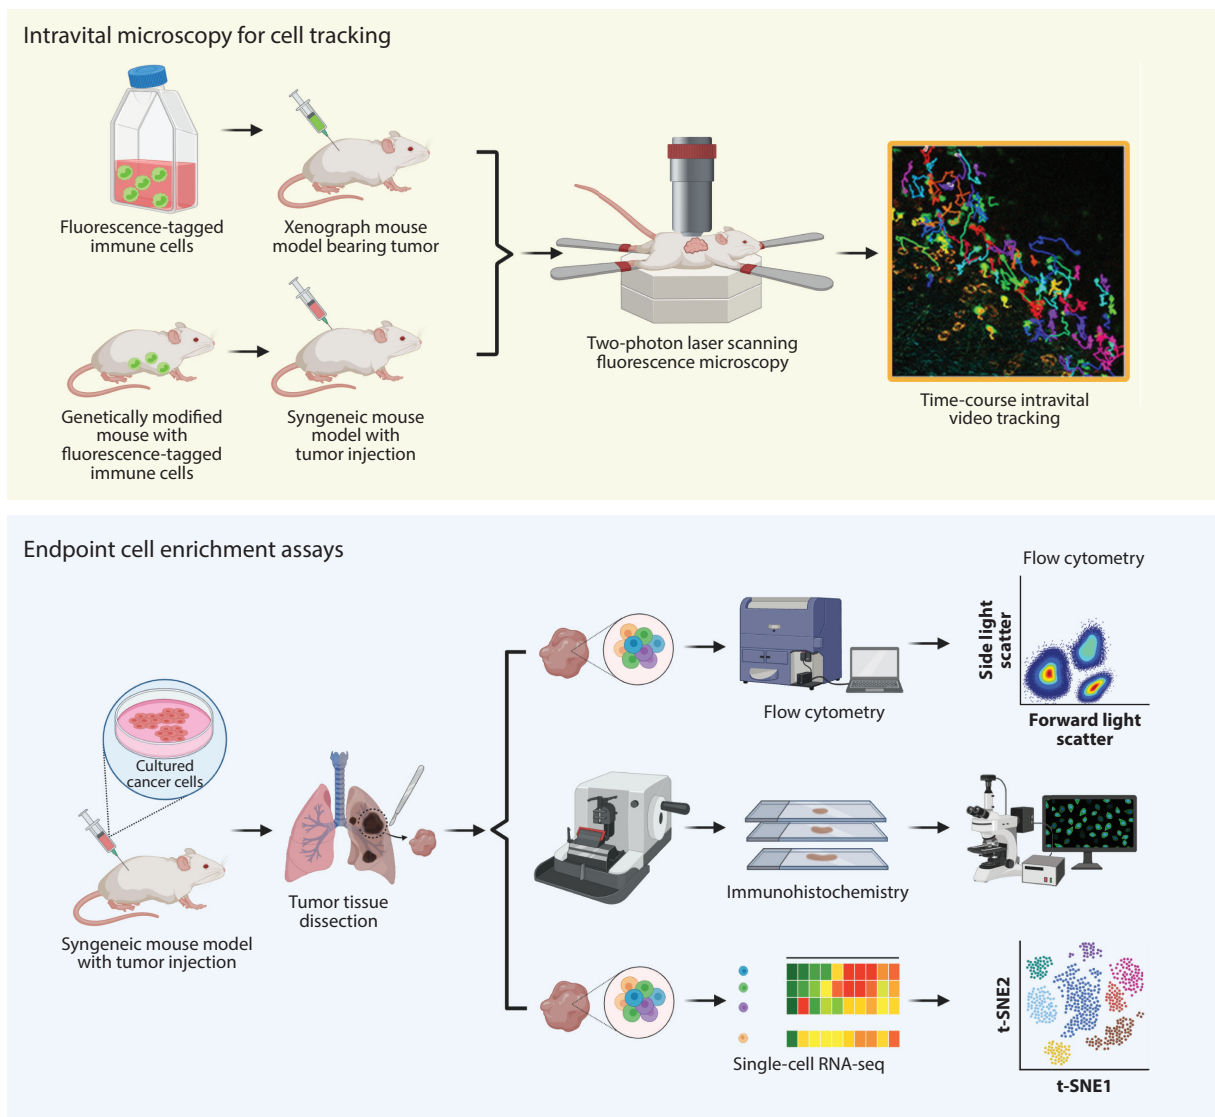 Intravital microscopy for cell tracking
Fluorescence-tagged
immune cells
Xenograph mouse
model bearing tumor
Genetically modified
mouse with
fluorescence-tagged
immune cells
Syngeneic mouse
model with
tumor injection
Two-photon laser scanning
fluorescence microscopy
Time-course intravital
video tracking
Endpoint cell enrichment assays
Cultured
cancer cells
Syngeneic mouse model
with tumor injection
Tumor tissue
dissection
Flow cytometry
Flow cytometry
Side light
scatter
Forward light
scatter
Immunohistochemistry
Single-cell RNA-seq
t-SNE2
t-SNE1